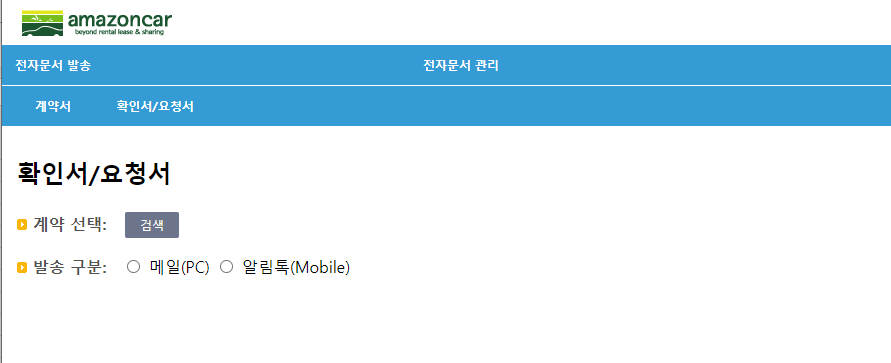 amazoncar
beyond rental lease & sharing
전자문서 발송 전자문서 관리
계약서 확인서/요청서
확인서/요청서
계약 선택: 검색
발송 구분: 메일(PC) 알림톡(Mobile)